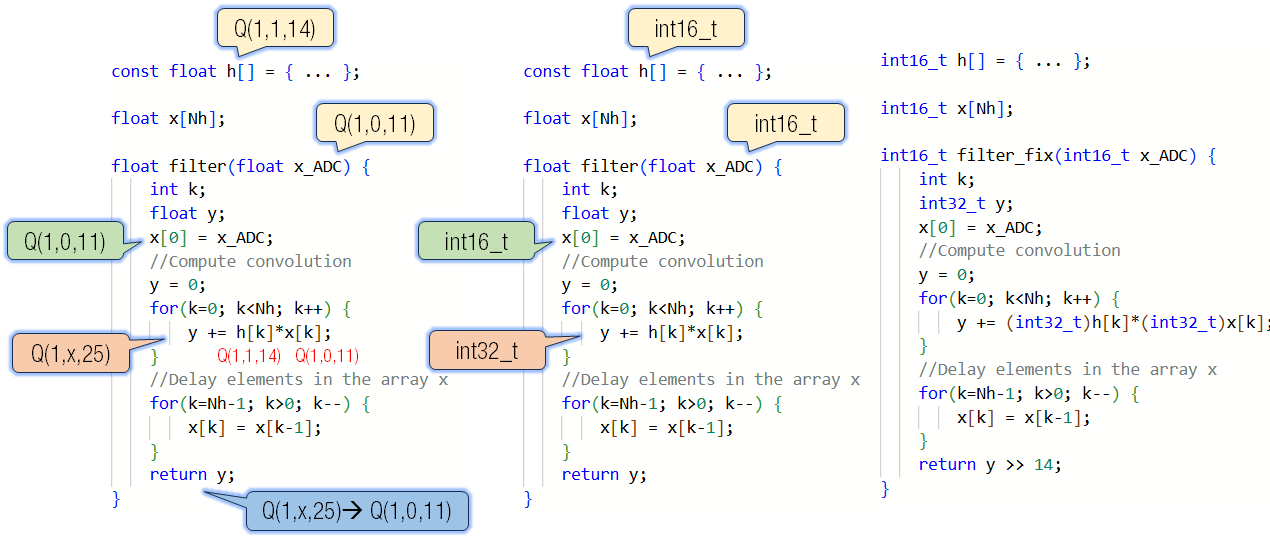 Q(1,1,14)
const float h[] = { ... };
float x[Nh];
Q(1,0,11)
float filter(float x_ADC) {
int k;
float y;
Q(1,0,11)
x[0] = x_ADC;
//Compute convolution
y = 0;
for(k=0; k<Nh; k++) {
y += h[k]*x[k];
Q(1,x,25)
Q(1,1,14) Q(1,0,11)
}
//Delay elements in the array x
for(k=Nh-1; k>0; k--) {
x[k] = x[k-1];
}
return y;
}
Q(1,x,25)→ Q(1,0,11)
int16_t
const float h[] = { ... };
float x[Nh];
int16_t
float filter(float x_ADC) {
int k;
float y;
int16_t
x[0] = x_ADC;
//Compute convolution
y = 0;
for(k=0; k<Nh; k++) {
y += h[k]*x[k];
int32_t
}
//Delay elements in the array x
for(k=Nh-1; k>0; k--) {
x[k] = x[k-1];
}
return y;
}
int16_t h[] = { ... };
int16_t x[Nh];
int16_t filter_fix(int16_t x_ADC) {
int k;
int32_t y;
x[0] = x_ADC;
//Compute convolution
y = 0;
for(k=0; k<Nh; k++) {
y += (int32_t)h[k]*(int32_t)x[k];
}
//Delay elements in the array x
for(k=Nh-1; k>0; k--) {
x[k] = x[k-1];
}
return y >> 14;
}